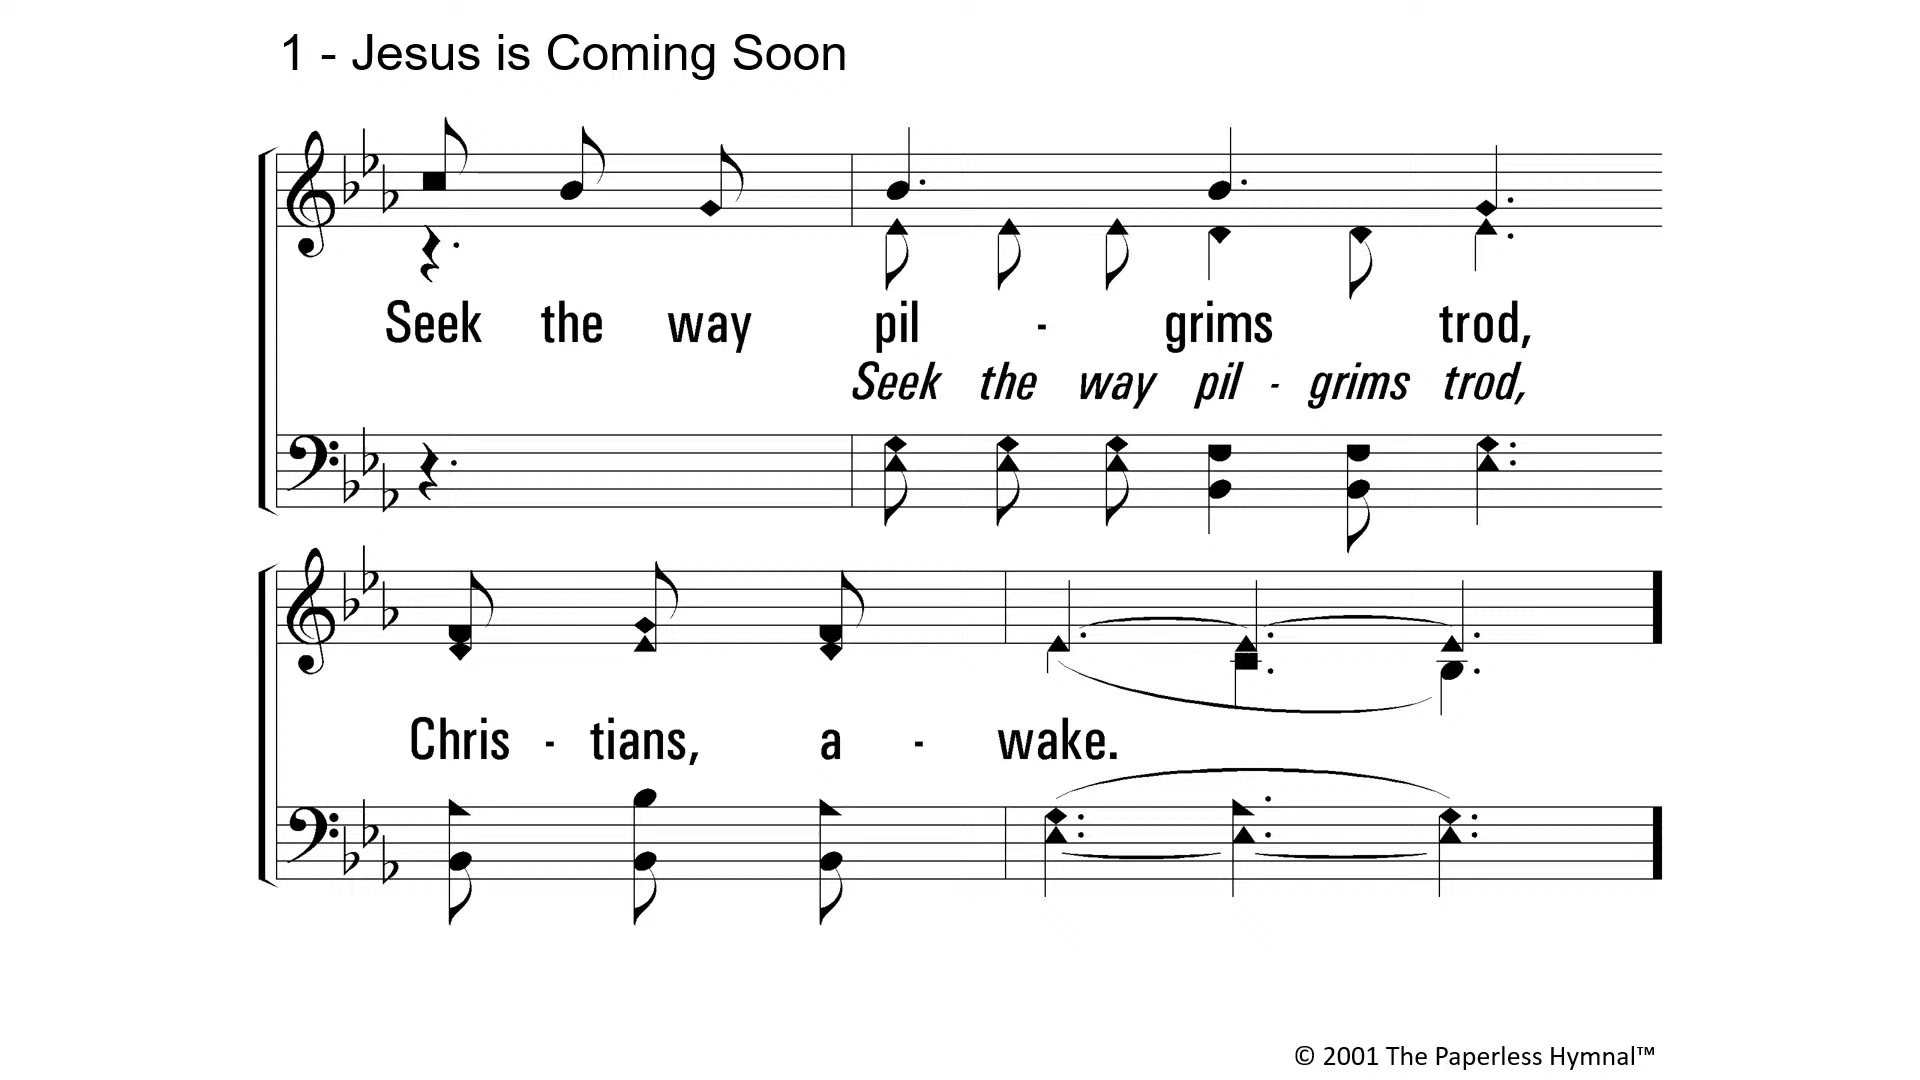 1 - Jesus is Coming Soon
Seek the way pil - grims trod,
Seek the way pil - grims trod,
Chris - tians, a - wake.
© 2001 The Paperless Hymnal™